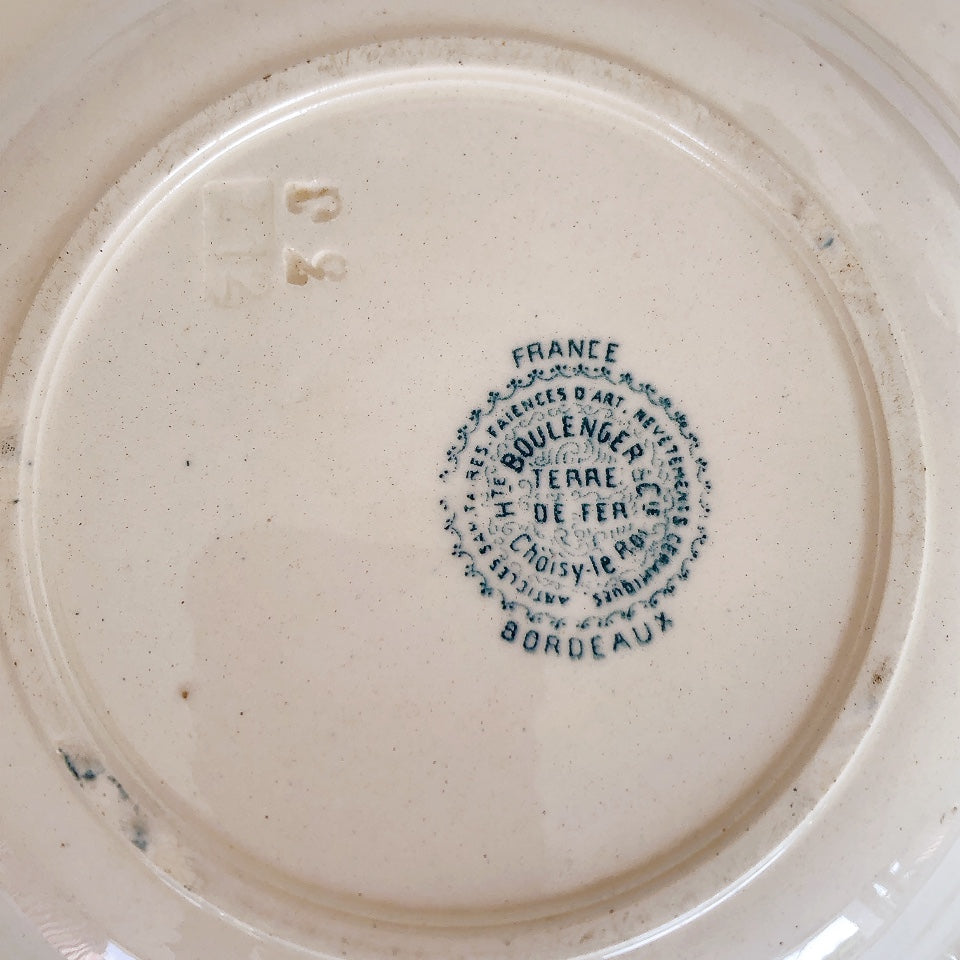 FRANCE
FAIENCES D'ART. REVÊTEMENTS CÉRAMIQUES
ARTICLES SANITAIRES.
HTE BOULENGER & CIE
TERRE
DE FER
Choisy-le Roi
BORDEAUX